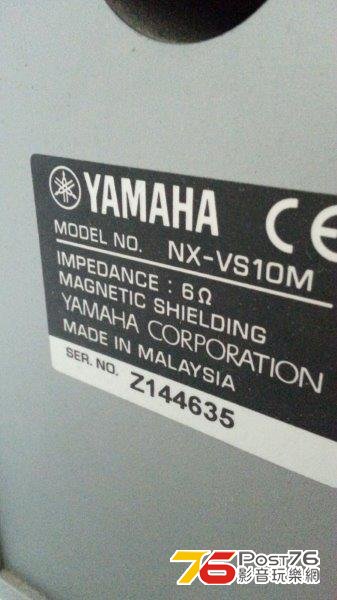 YAMAHA CE
MODEL NO. NX-VS10M
IMPEDANCE : 6Ω
MAGNETIC SHIELDING
YAMAHA CORPORATION
MADE IN MALAYSIA
SER. NO. Z144635
76 Post76
影音玩樂網